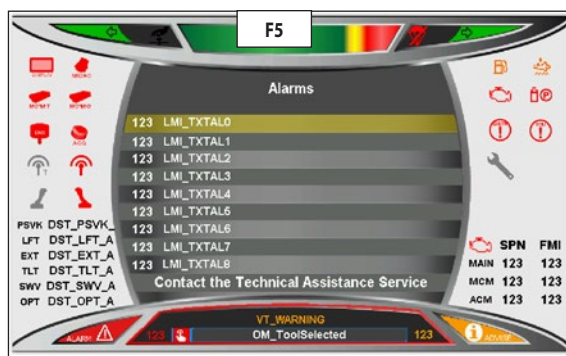 F5
Alarms
123 LMI_TXTAL0
123 LMI_TXTAL1
123 LMI_TXTAL2
123 LMI_TXTAL3
123 LMI_TXTAL4
123 LMI_TXTAL5
123 LMI_TXTAL6
123 LMI_TXTAL7
123 LMI_TXTAL8
Contact the Technical Assistance Service
PSVK DST_PSVK_
LFT DST_LFT_A
EXT DST_EXT_A
TLT DST_TLT_A
SWV DST_SWV_A
OPT DST_OPT_A
SPN FMI
MAIN 123 123
MCM 123 123
ACM 123 123
VT_WARNING
ALARM 123 OM_ToolSelected 123 ADVISE